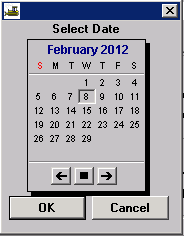 Select Date
February 2012
S M T W T F S
1 2 3 4
5 6 7 8 9 10 11
12 13 14 15 16 17 18
19 20 21 22 23 24 25
26 27 28 29
OK Cancel